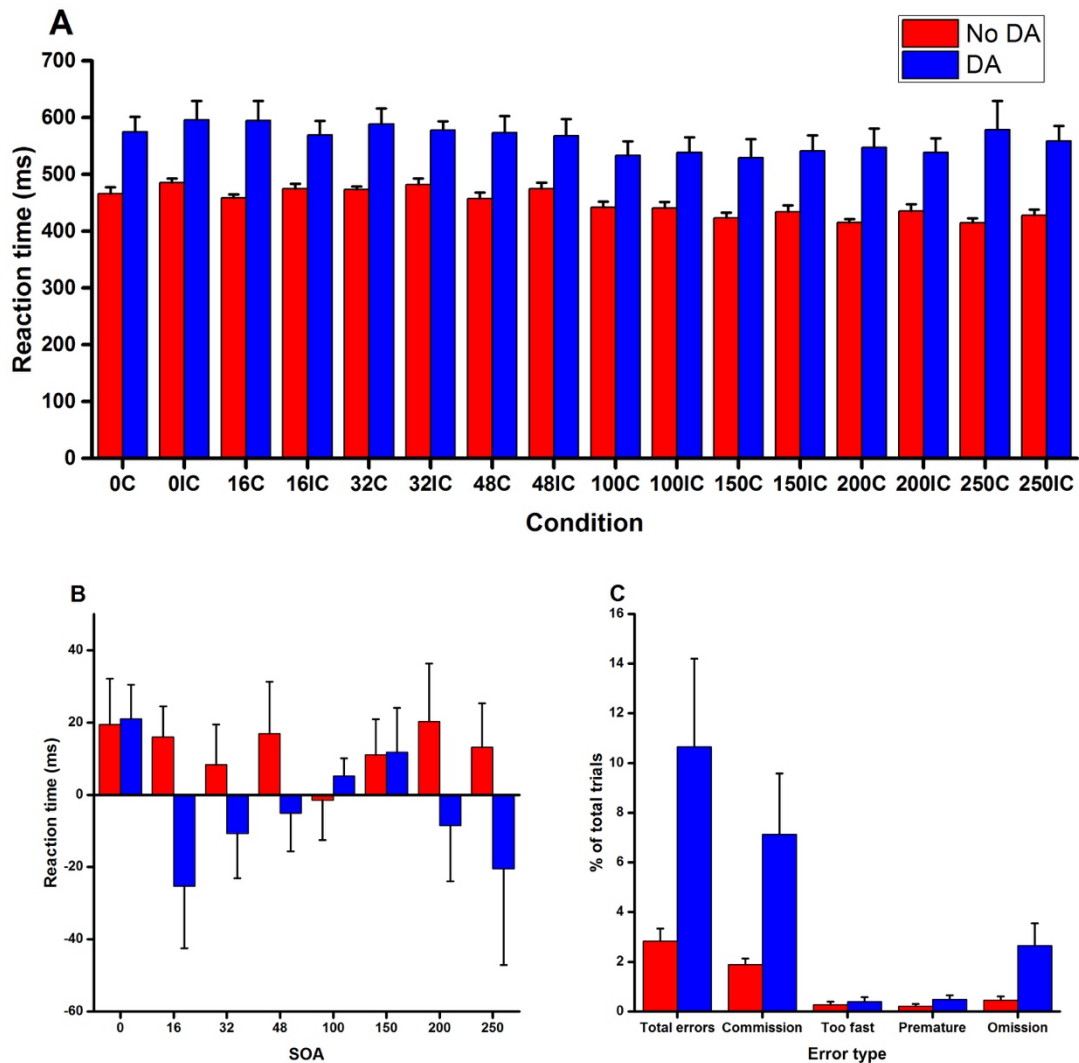 A
No DA
DA
Reaction time (ms)
700
600
500
400
300
200
100
0
0C 0IC 16C 16IC 32C 32IC 48C 48IC 100C 100IC 150C 150IC 200C 200IC 250C 250IC
Condition
B
Reaction time (ms)
40
20
0
-20
-40
-60
0 16 32 48 100 150 200 250
SOA
C
% of total trials
16
14
12
10
8
6
4
2
0
Total errors Commission Too fast Premature Omission
Error type